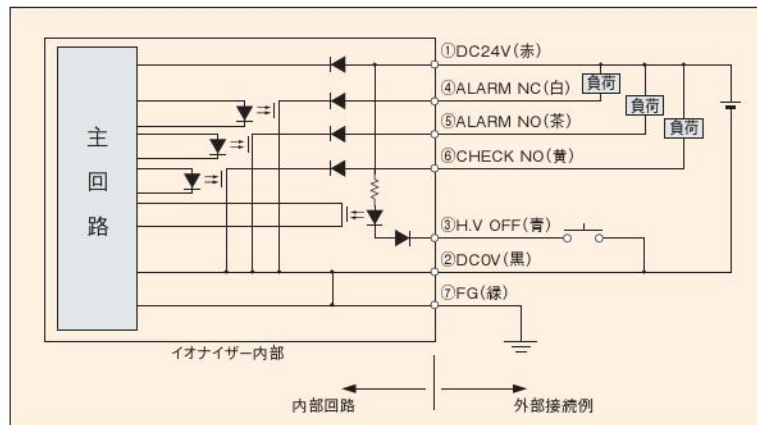 ①DC24V(赤)
④ALARM NC(白)
負荷
⑤ALARM NO(茶)
負荷
⑥CHECK NO(黄)
負荷
主回路
③H.V OFF(青)
②DC0V(黒)
⑦FG(緑)
イオナイザー内部
内部回路
外部接続例